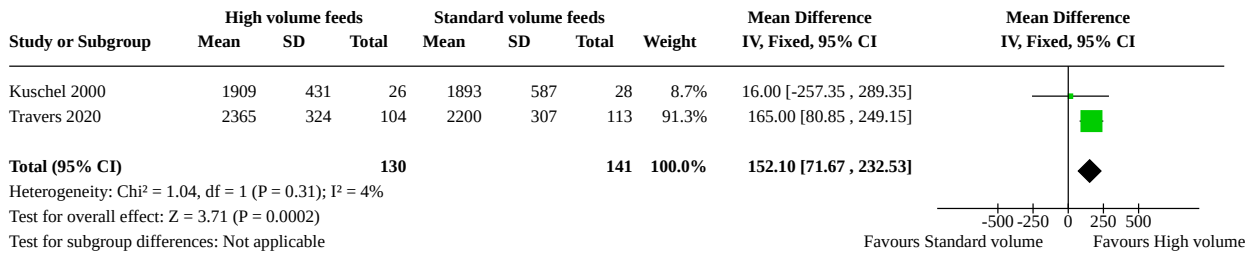 High volume feeds Standard volume feeds Mean Difference Mean Difference
Study or Subgroup Mean SD Total Mean SD Total Weight IV, Fixed, 95% CI IV, Fixed, 95% CI
Kuschel 2000 1909 431 26 1893 587 28 8.7% 16.00 [-257.35 , 289.35]
Travers 2020 2365 324 104 2200 307 113 91.3% 165.00 [80.85 , 249.15]
Total (95% CI) 130 141 100.0% 152.10 [71.67 , 232.53]
Heterogeneity: Chi² = 1.04, df = 1 (P = 0.31); I² = 4%
Test for overall effect: Z = 3.71 (P = 0.0002)
-500 -250 0 250 500
Test for subgroup differences: Not applicable
Favours Standard volume Favours High volume